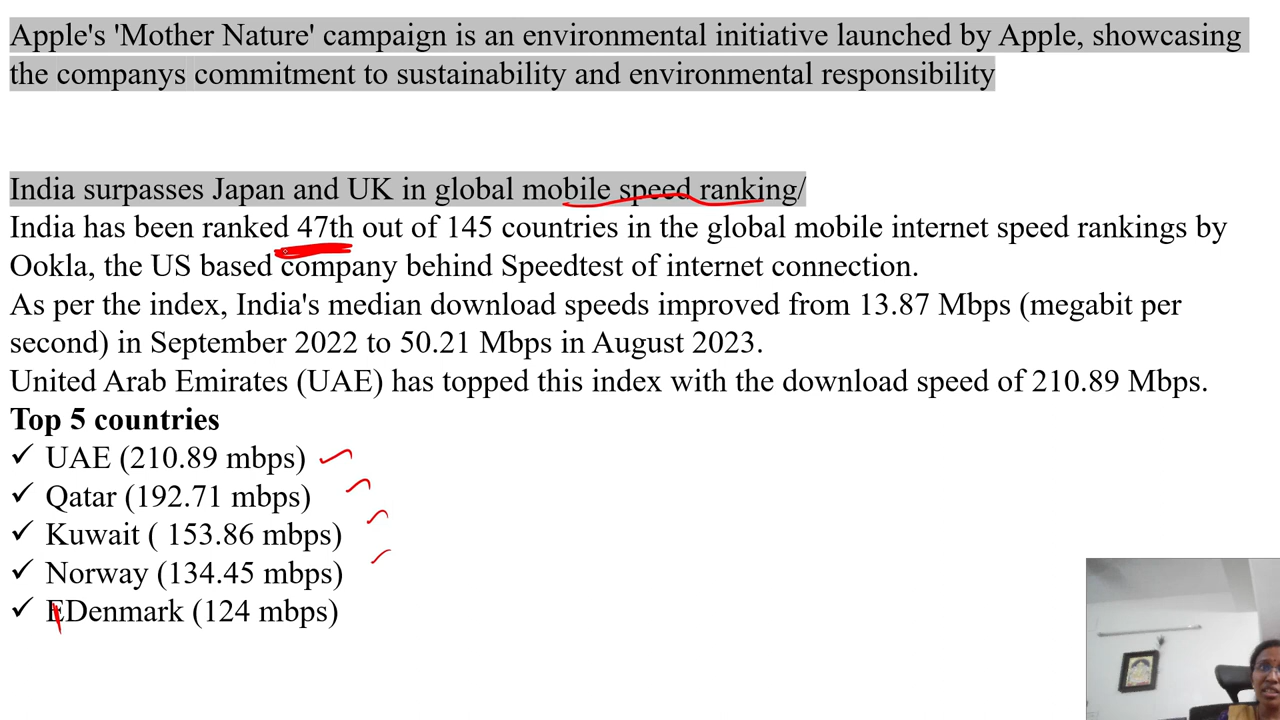 Apple's 'Mother Nature' campaign is an environmental initiative launched by Apple, showcasing
the companys commitment to sustainability and environmental responsibility
India surpasses Japan and UK in global mobile speed ranking/
India has been ranked 47th out of 145 countries in the global mobile internet speed rankings by
Ookla, the US based company behind Speedtest of internet connection.
As per the index, India's median download speeds improved from 13.87 Mbps (megabit per
second) in September 2022 to 50.21 Mbps in August 2023.
United Arab Emirates (UAE) has topped this index with the download speed of 210.89 Mbps.
Top 5 countries
✓ UAE (210.89 mbps)
✓ Qatar (192.71 mbps)
✓ Kuwait ( 153.86 mbps)
✓ Norway (134.45 mbps)
✓ EDenmark (124 mbps)